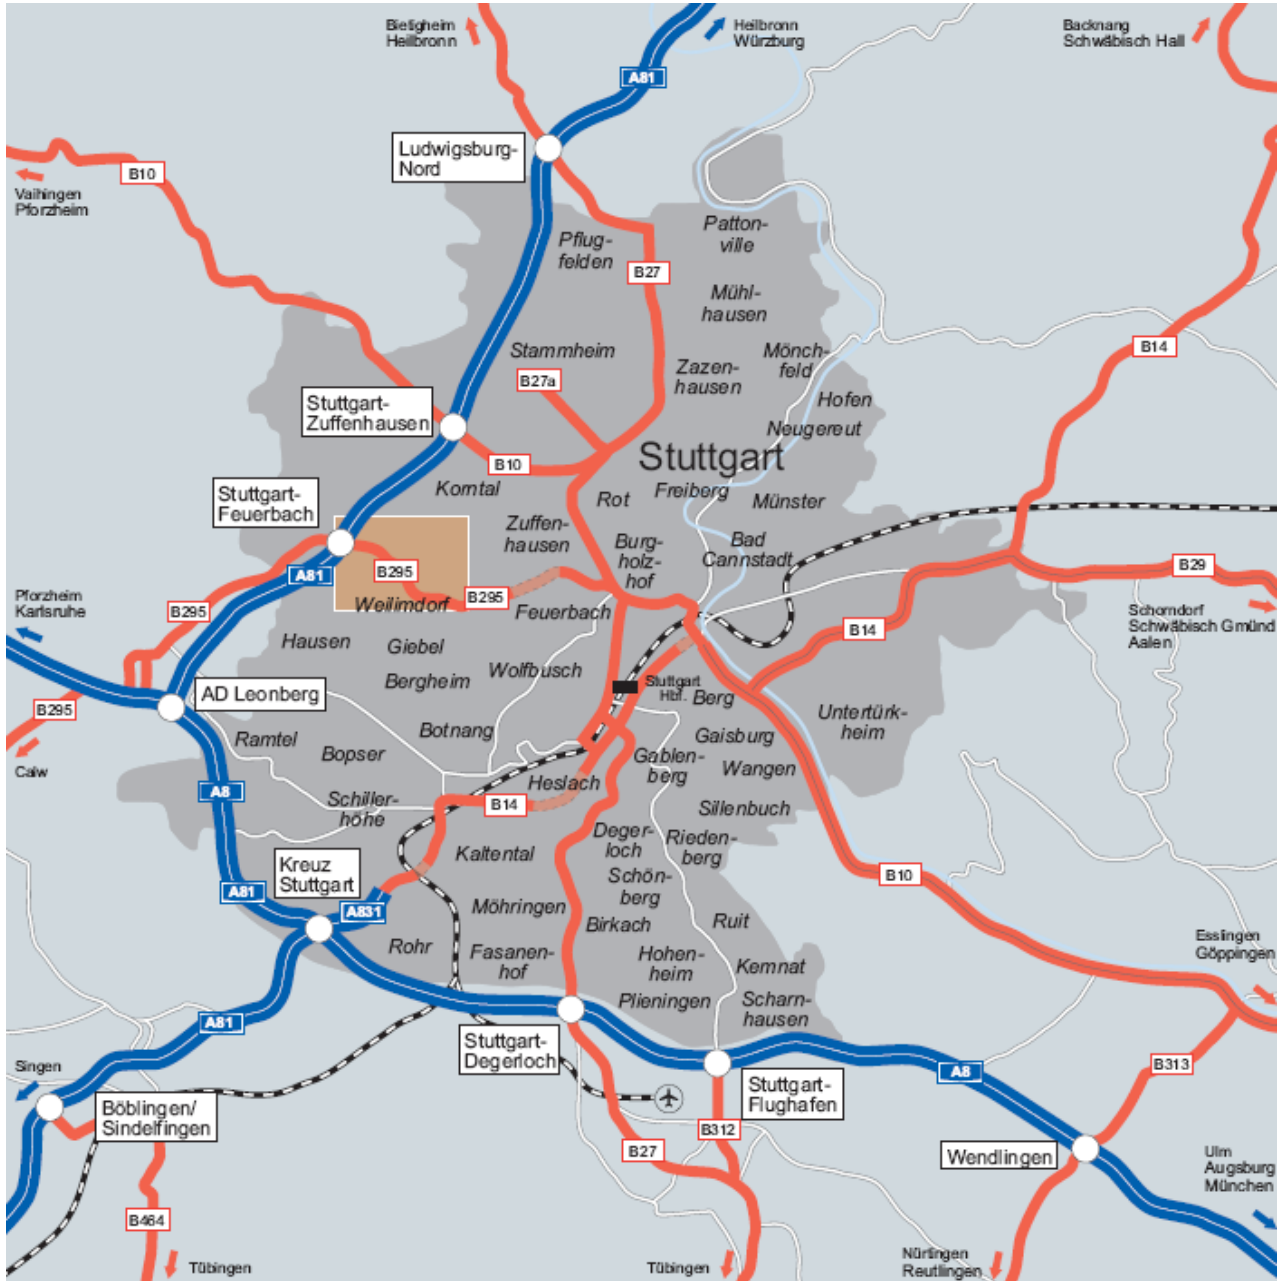 Bietigheim
Heilbronn
Heilbronn
Würzburg
Backnang
Schwäbisch Hall
A81
Ludwigsburg-
Nord
B10
Vaihingen
Pforzheim
Pflug-
felden
Patton-
ville
B27
Mühl-
hausen
Stammheim
B27a
Zazen-
hausen
Mönch-
feld
B14
Stuttgart-
Zuffenhausen
Hofen
Neugereut
B10
Stuttgart
Korntal
Rot
Freiberg
Münster
Stuttgart-
Feuerbach
Zuffen-
hausen
Burg-
holz-
hof
Bad
Cannstadt
A81
B295
B295
Weilimdorf
Feuerbach
B29
Pforzheim
Karlsruhe
B295
Schorndorf
Schwäbisch Gmünd
Aalen
Hausen
Giebel
B14
Wolfbusch
Bergheim
AD Leonberg
Stuttgart
Hbf.
Berg
B295
Untertürk-
heim
Ramtel
Bopser
Botnang
Gaisburg
Gablen-
berg
Wangen
Calw
A8
Schiller-
höhe
B14
Heslach
Sillenbuch
Deger-
loch
Rieden-
berg
Kaltental
Kreuz
Stuttgart
A81
A831
Schön-
berg
B10
Möhringen
Birkach
Ruit
Rohr
Fasanen-
hof
Hohen-
heim
Kemnat
Esslingen
Göppingen
Plieningen
Scharn-
hausen
A81
Stuttgart-
Degerloch
Singen
Stuttgart-
Flughafen
A8
B313
Böblingen/
Sindelfingen
B312
B27
Wendlingen
Ulm
Augsburg
München
B464
Tübingen
Tübingen
Nürtingen
Reutlingen